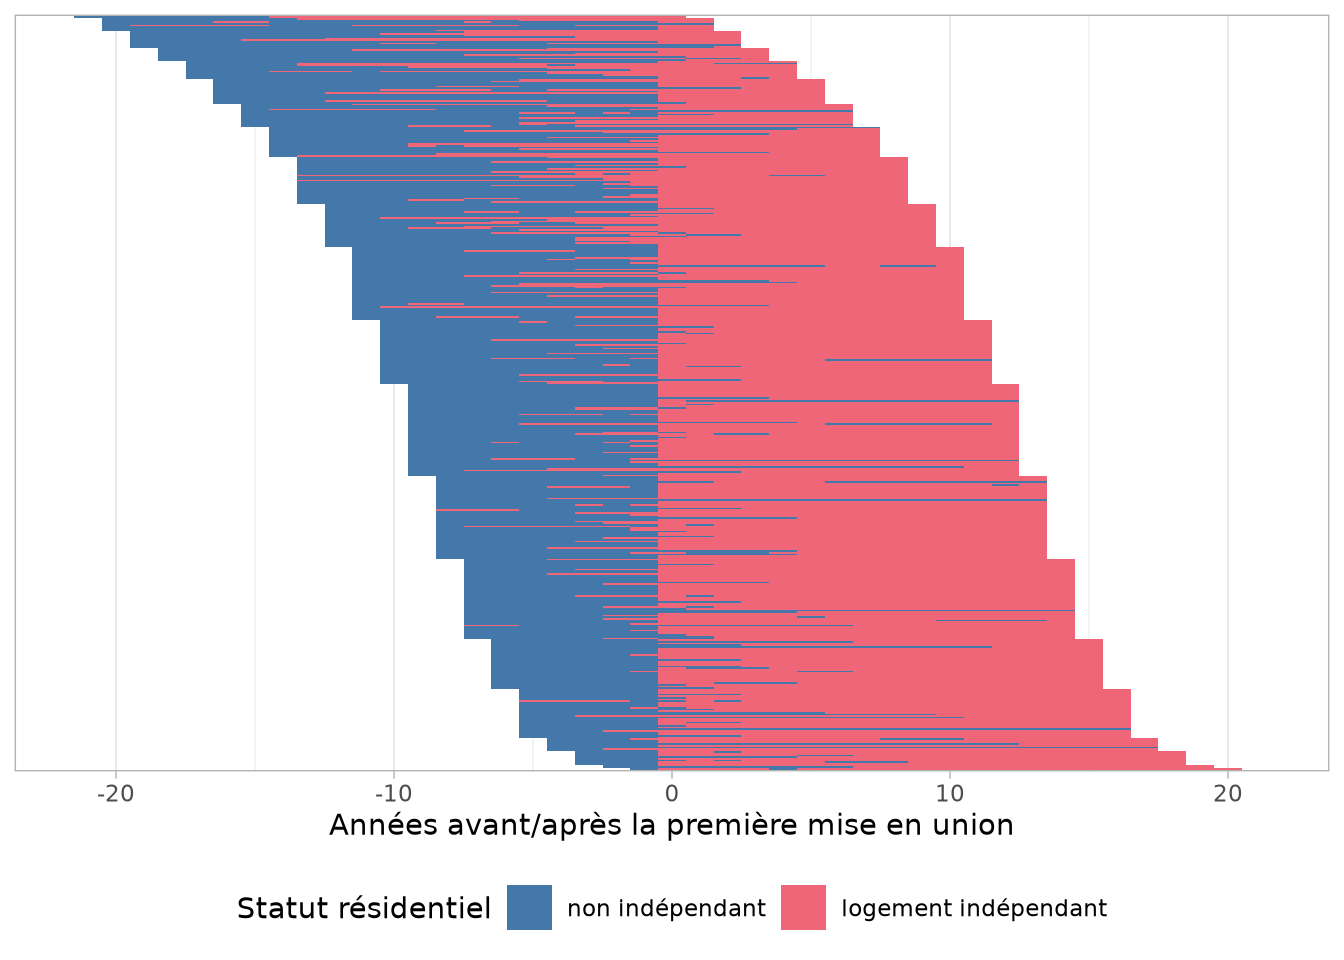 -20 -10 0 10 20
Années avant/après la première mise en union
Statut résidentiel non indépendant logement indépendant